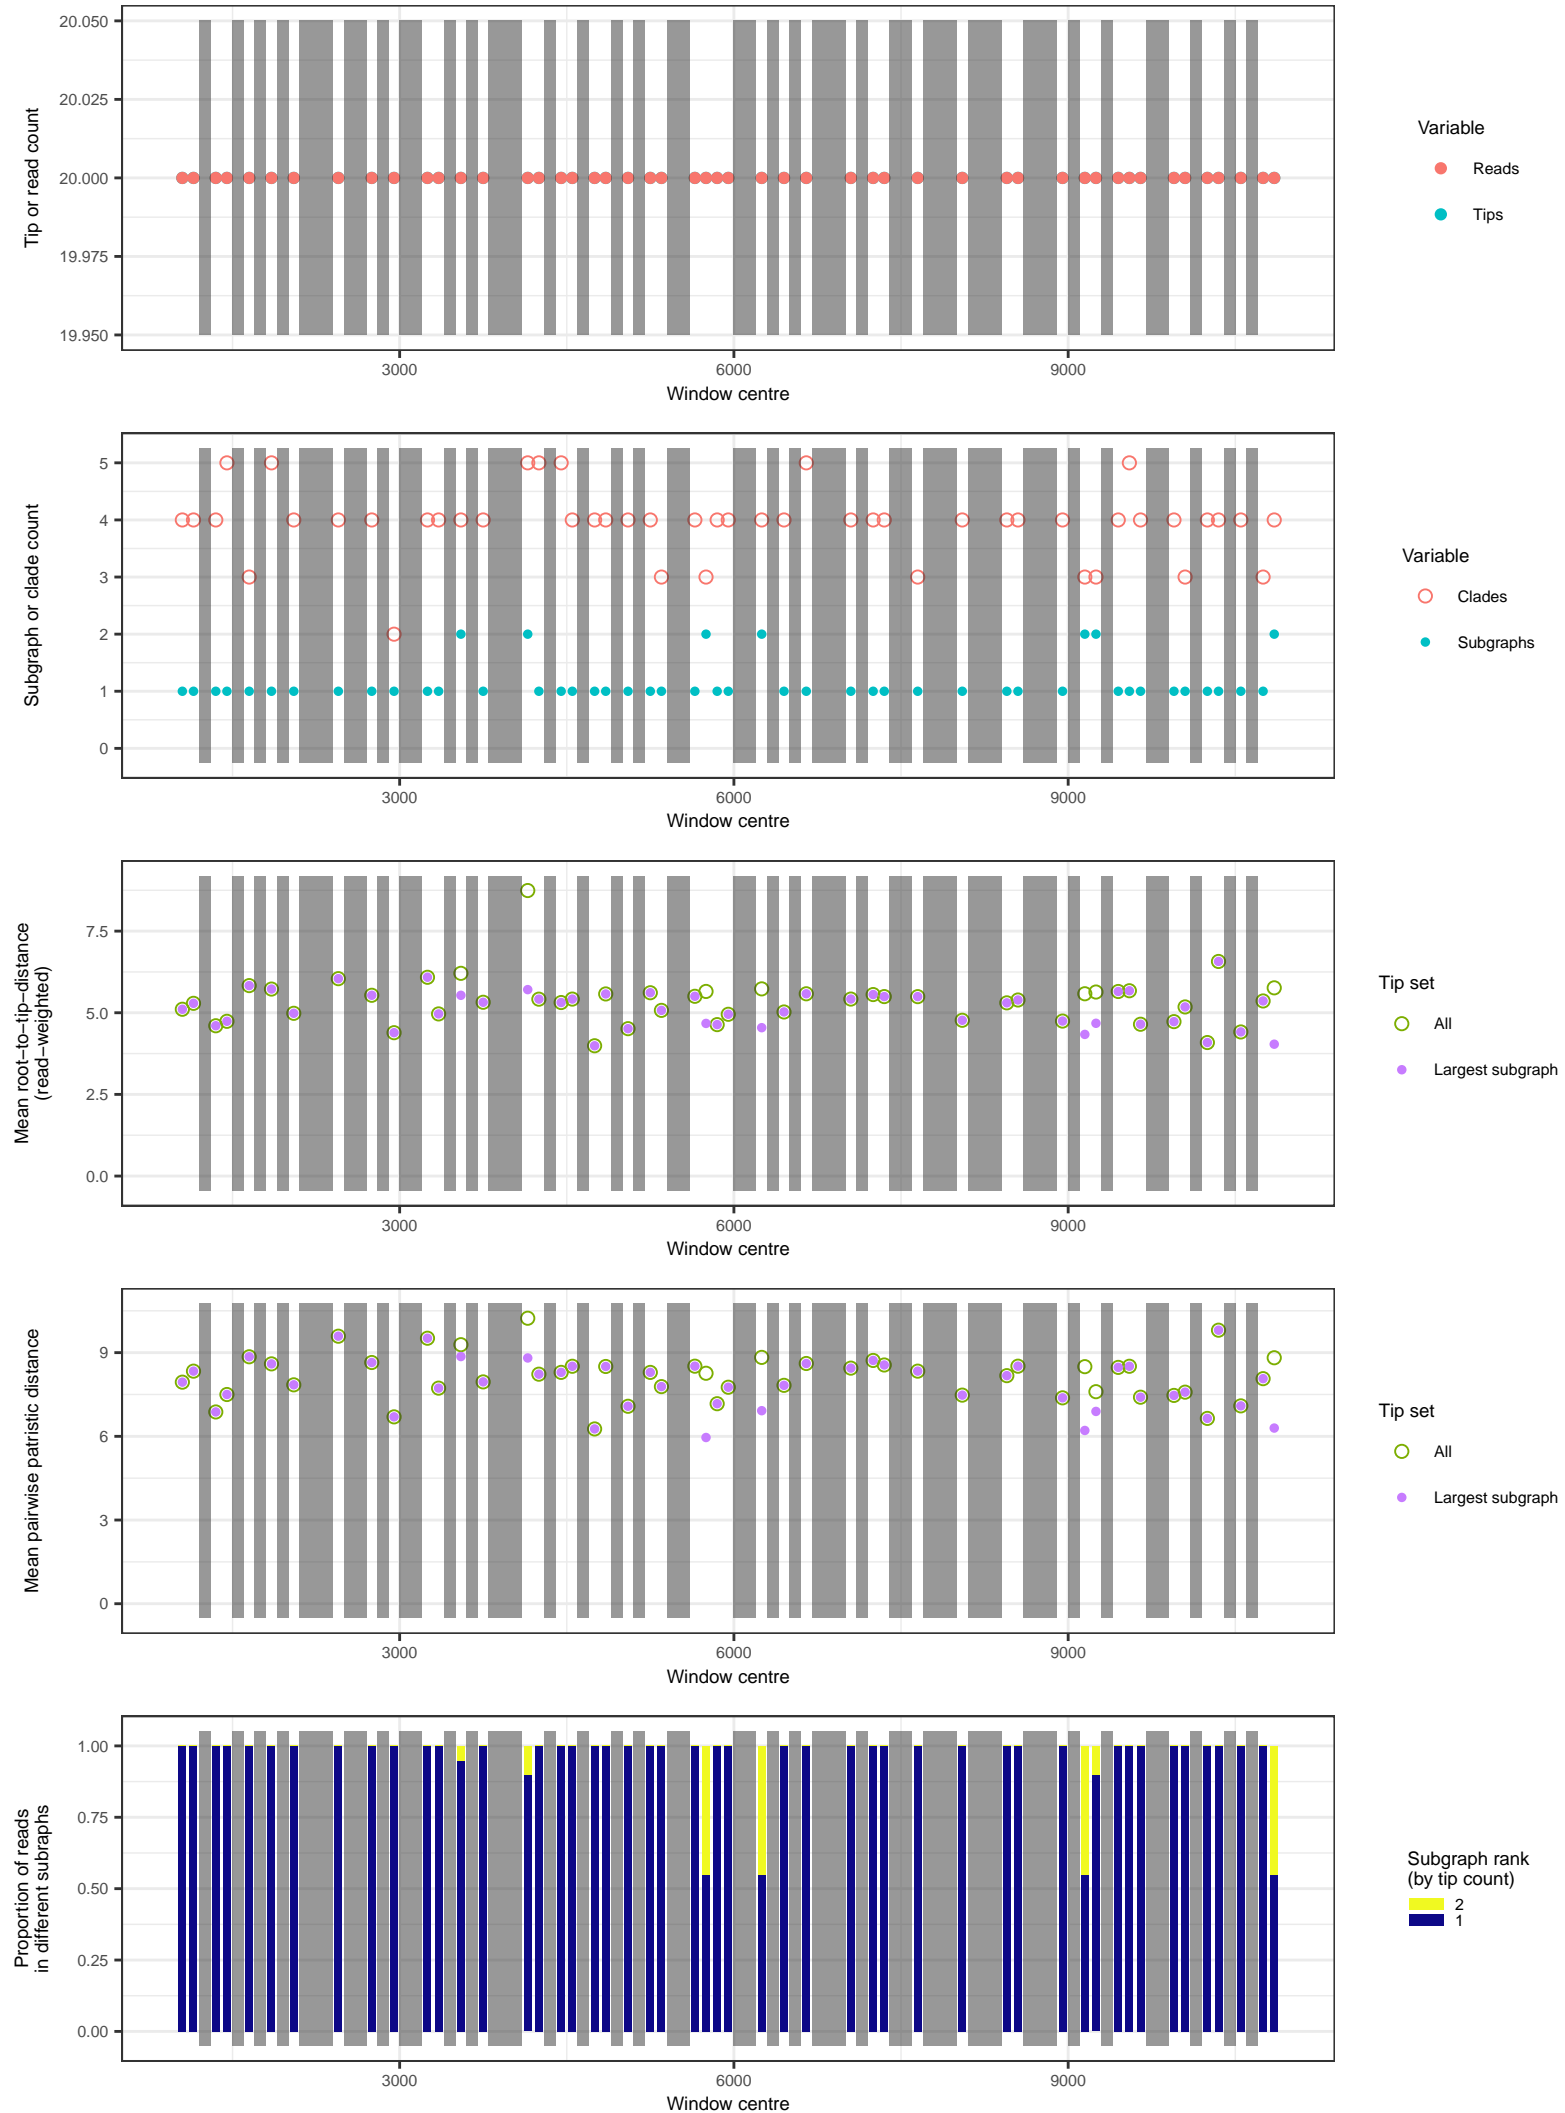 20.050
20.025
20.000
19.975
19.950
Tip or read count
3000
6000
9000
Window centre
Variable
Reads
Tips
5
4
3
2
1
0
Subgraph or clade count
3000
6000
9000
Window centre
Variable
Clades
Subgraphs
7.5
5.0
2.5
0.0
Mean root−to−tip−distance
(read−weighted)
3000
6000
9000
Window centre
Tip set
All
Largest subgraph
9
6
3
0
Mean pairwise patristic distance
3000
6000
9000
Window centre
Tip set
All
Largest subgraph
1.00
0.75
0.50
0.25
0.00
Proportion of reads
in different subraphs
3000
6000
9000
Window centre
Subgraph rank
(by tip count)
2
1